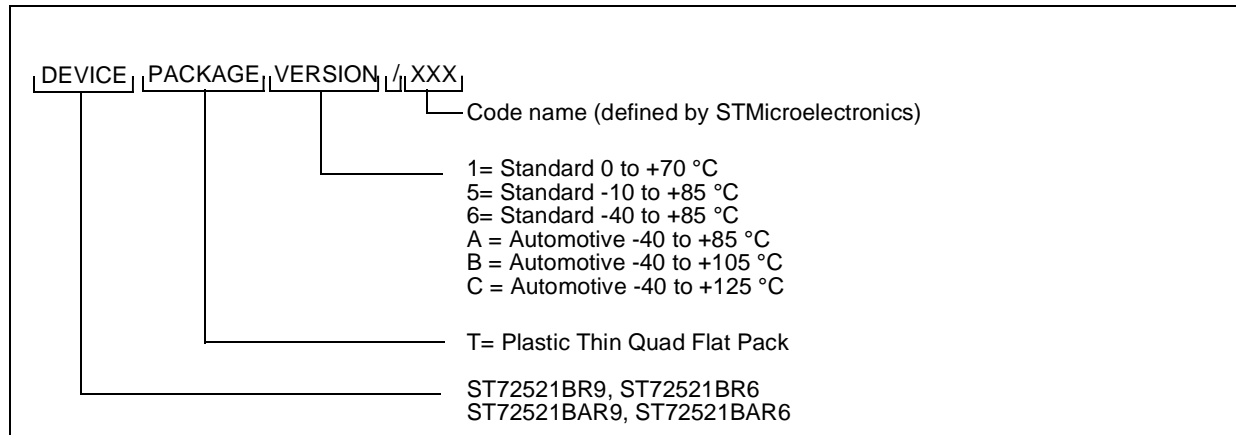 DEVICE PACKAGE VERSION / XXX
Code name (defined by STMicroelectronics)
1= Standard 0 to +70 °C
5= Standard -10 to +85 °C
6= Standard -40 to +85 °C
A = Automotive -40 to +85 °C
B = Automotive -40 to +105 °C
C = Automotive -40 to +125 °C
T= Plastic Thin Quad Flat Pack
ST72521BR9, ST72521BR6
ST72521BAR9, ST72521BAR6